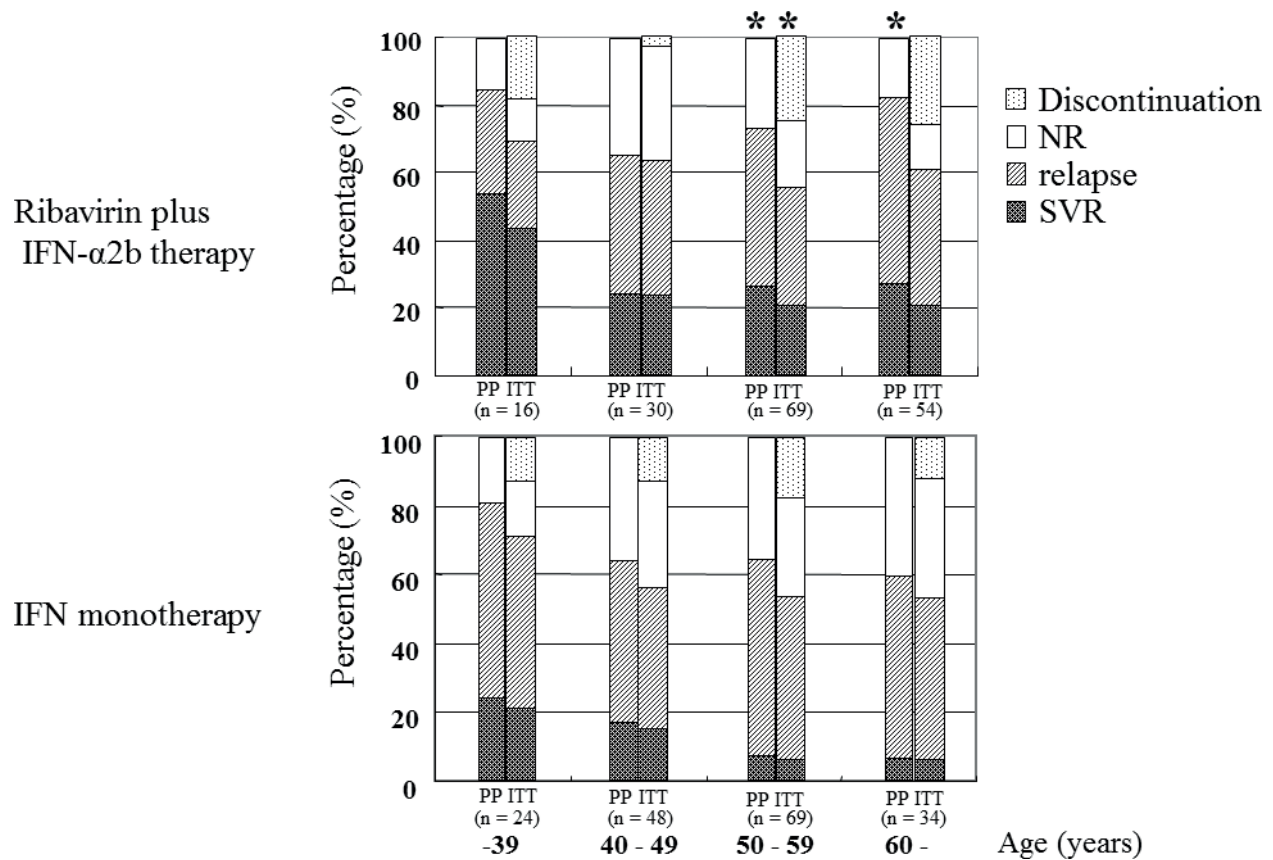 * * *
100
80
60
40
20
0
Percentage (%)
Ribavirin plus
IFN-α2b therapy
Discontinuation
NR
relapse
SVR
PP ITT PP ITT PP ITT PP ITT
(n = 16) (n = 30) (n = 69) (n = 54)
100
80
60
40
20
0
Percentage (%)
IFN monotherapy
PP ITT PP ITT PP ITT PP ITT
(n = 24) (n = 48) (n = 69) (n = 34)
-39 40 - 49 50 - 59 60 - Age (years)